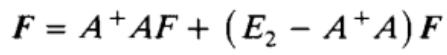 F = A⁺AF + (E₂ − A⁺A) F